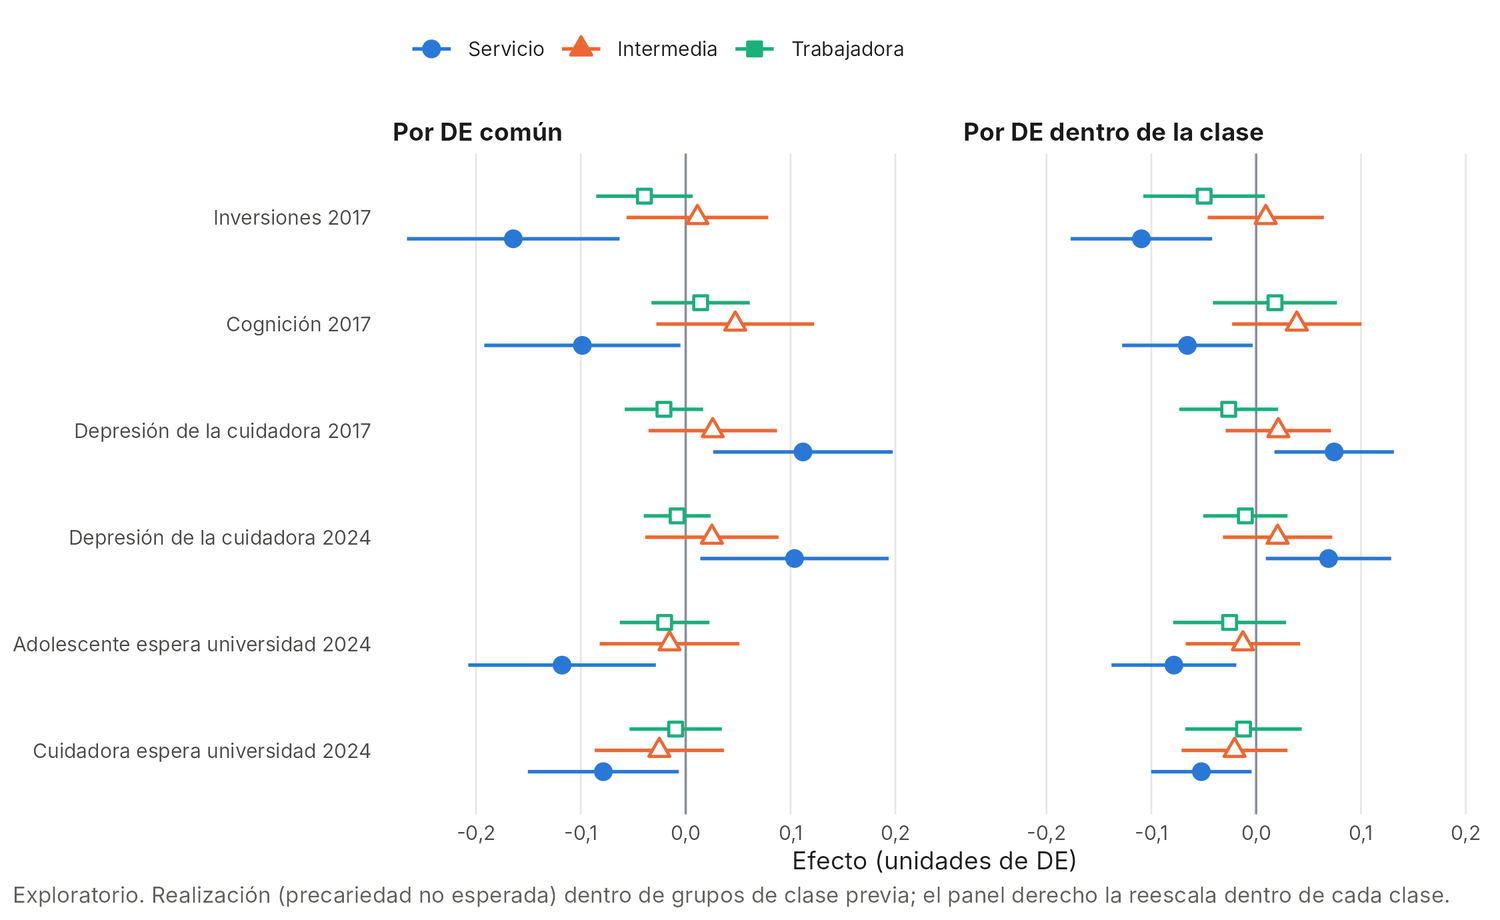 Servicio Intermedia Trabajadora
Por DE común Por DE dentro de la clase
Inversiones 2017
Cognición 2017
Depresión de la cuidadora 2017
Depresión de la cuidadora 2024
Adolescente espera universidad 2024
Cuidadora espera universidad 2024
-0,2 -0,1 0,0 0,1 0,2 -0,2 -0,1 0,0 0,1 0,2
Efecto (unidades de DE)
Exploratorio. Realización (precariedad no esperada) dentro de grupos de clase previa; el panel derecho la reescala dentro de cada clase.